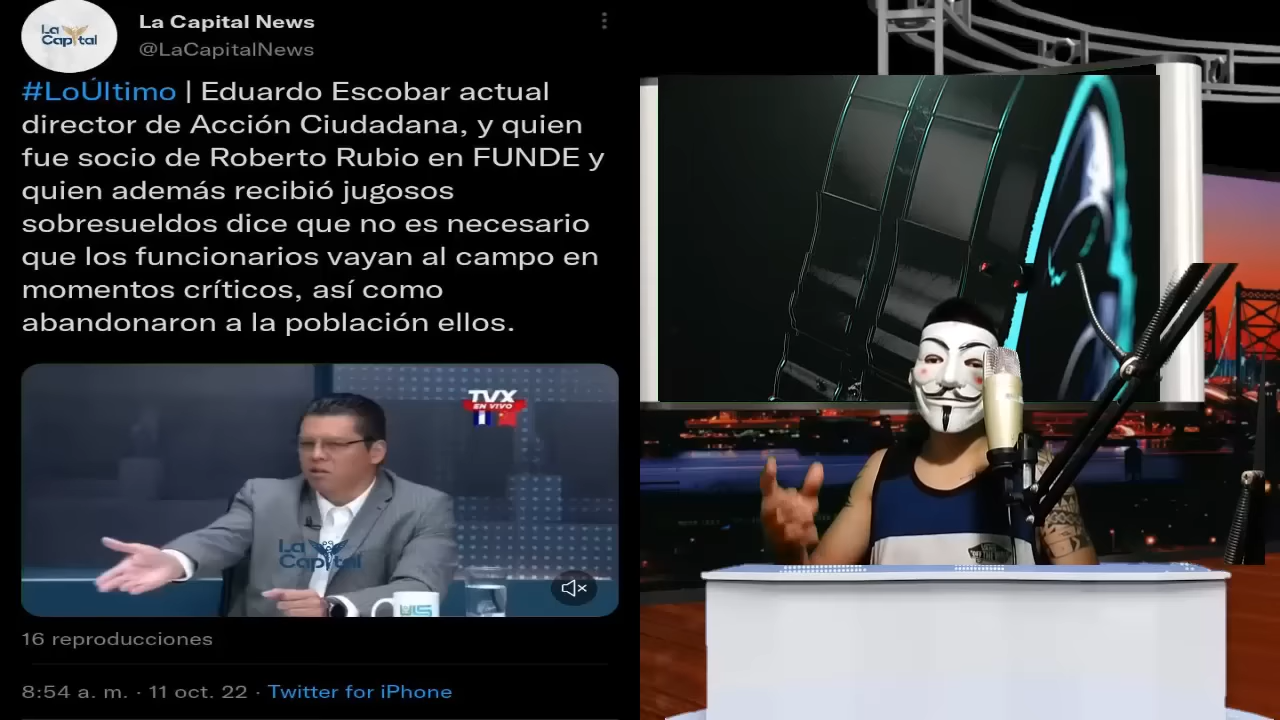 La Capital
La Capital News
@LaCapitalNews
#LoÚltimo | Eduardo Escobar actual
director de Acción Ciudadana, y quien
fue socio de Roberto Rubio en FUNDE y
quien además recibió jugosos
sobresueldos dice que no es necesario
que los funcionarios vayan al campo en
momentos críticos, así como
abandonaron a la población ellos.
TVX
EN VIVO
La
Capital
16 reproducciones
8:54 a. m. · 11 oct. 22 · Twitter for iPhone